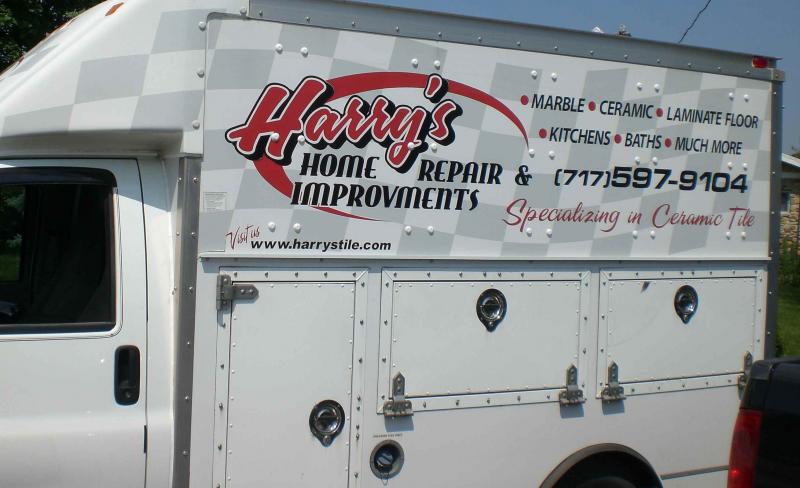 Harry's
HOME REPAIR &
IMPROVMENTS
• MARBLE • CERAMIC • LAMINATE FLOOR
• KITCHENS • BATHS • MUCH MORE
(717)597-9104
Specializing in Ceramic Tile
Visit us
www.harrystile.com